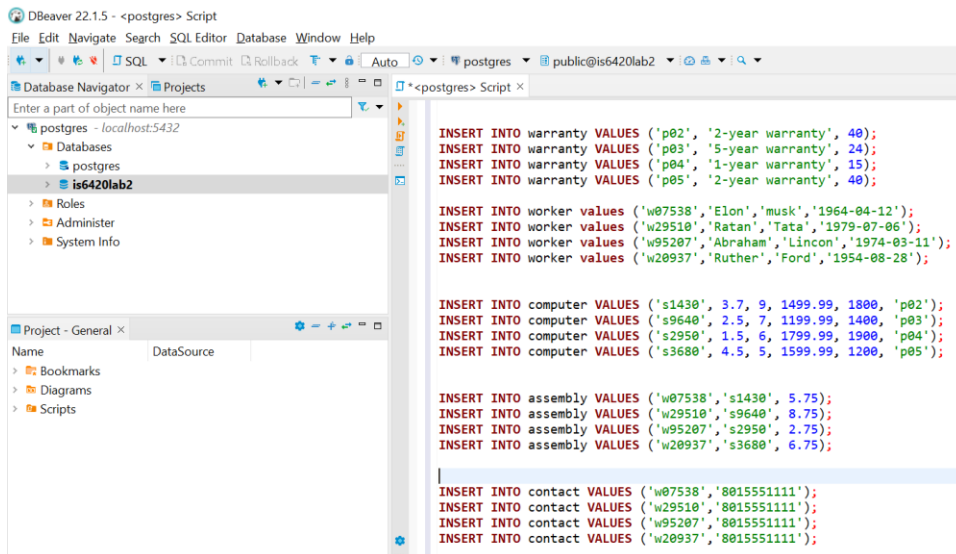 DBeaver 22.1.5 - <postgres> Script
File Edit Navigate Search SQL Editor Database Window Help
SQL Commit Rollback Auto postgres public@is6420lab2
Database Navigator Projects
Enter a part of object name here
postgres - localhost:5432
Databases
postgres
is6420lab2
Roles
Administer
System Info
Project - General
Name DataSource
Bookmarks
Diagrams
Scripts
*<postgres> Script
INSERT INTO warranty VALUES ('p02', '2-year warranty', 40);
INSERT INTO warranty VALUES ('p03', '5-year warranty', 24);
INSERT INTO warranty VALUES ('p04', '1-year warranty', 15);
INSERT INTO warranty VALUES ('p05', '2-year warranty', 40);
INSERT INTO worker values ('w07538','Elon','musk','1964-04-12');
INSERT INTO worker values ('w29510','Ratan','Tata','1979-07-06');
INSERT INTO worker values ('w95207','Abraham','Lincon','1974-03-11');
INSERT INTO worker values ('w20937','Ruther','Ford','1954-08-28');
INSERT INTO computer VALUES ('s1430', 3.7, 9, 1499.99, 1800, 'p02');
INSERT INTO computer VALUES ('s9640', 2.5, 7, 1199.99, 1400, 'p03');
INSERT INTO computer VALUES ('s2950', 1.5, 6, 1799.99, 1900, 'p04');
INSERT INTO computer VALUES ('s3680', 4.5, 5, 1599.99, 1200, 'p05');
INSERT INTO assembly VALUES ('w07538','s1430', 5.75);
INSERT INTO assembly VALUES ('w29510','s9640', 8.75);
INSERT INTO assembly VALUES ('w95207','s2950', 2.75);
INSERT INTO assembly VALUES ('w20937','s3680', 6.75);
INSERT INTO contact VALUES ('w07538','8015551111');
INSERT INTO contact VALUES ('w29510','8015551111');
INSERT INTO contact VALUES ('w95207','8015551111');
INSERT INTO contact VALUES ('w20937','8015551111');